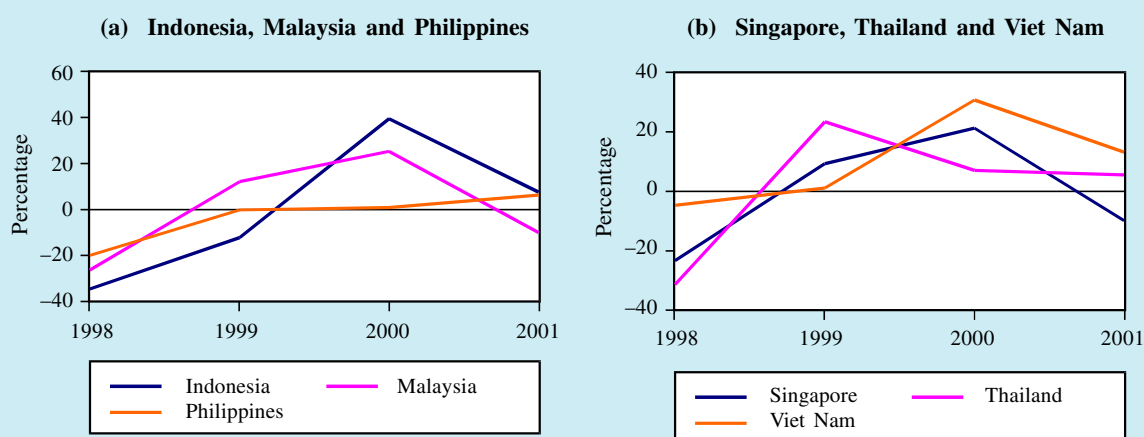 (a) Indonesia, Malaysia and Philippines
60
40
20
0
–20
–40
Percentage
1998 1999 2000 2001
Indonesia Malaysia
Philippines
(b) Singapore, Thailand and Viet Nam
40
20
0
–20
–40
Percentage
1998 1999 2000 2001
Singapore Thailand
Viet Nam